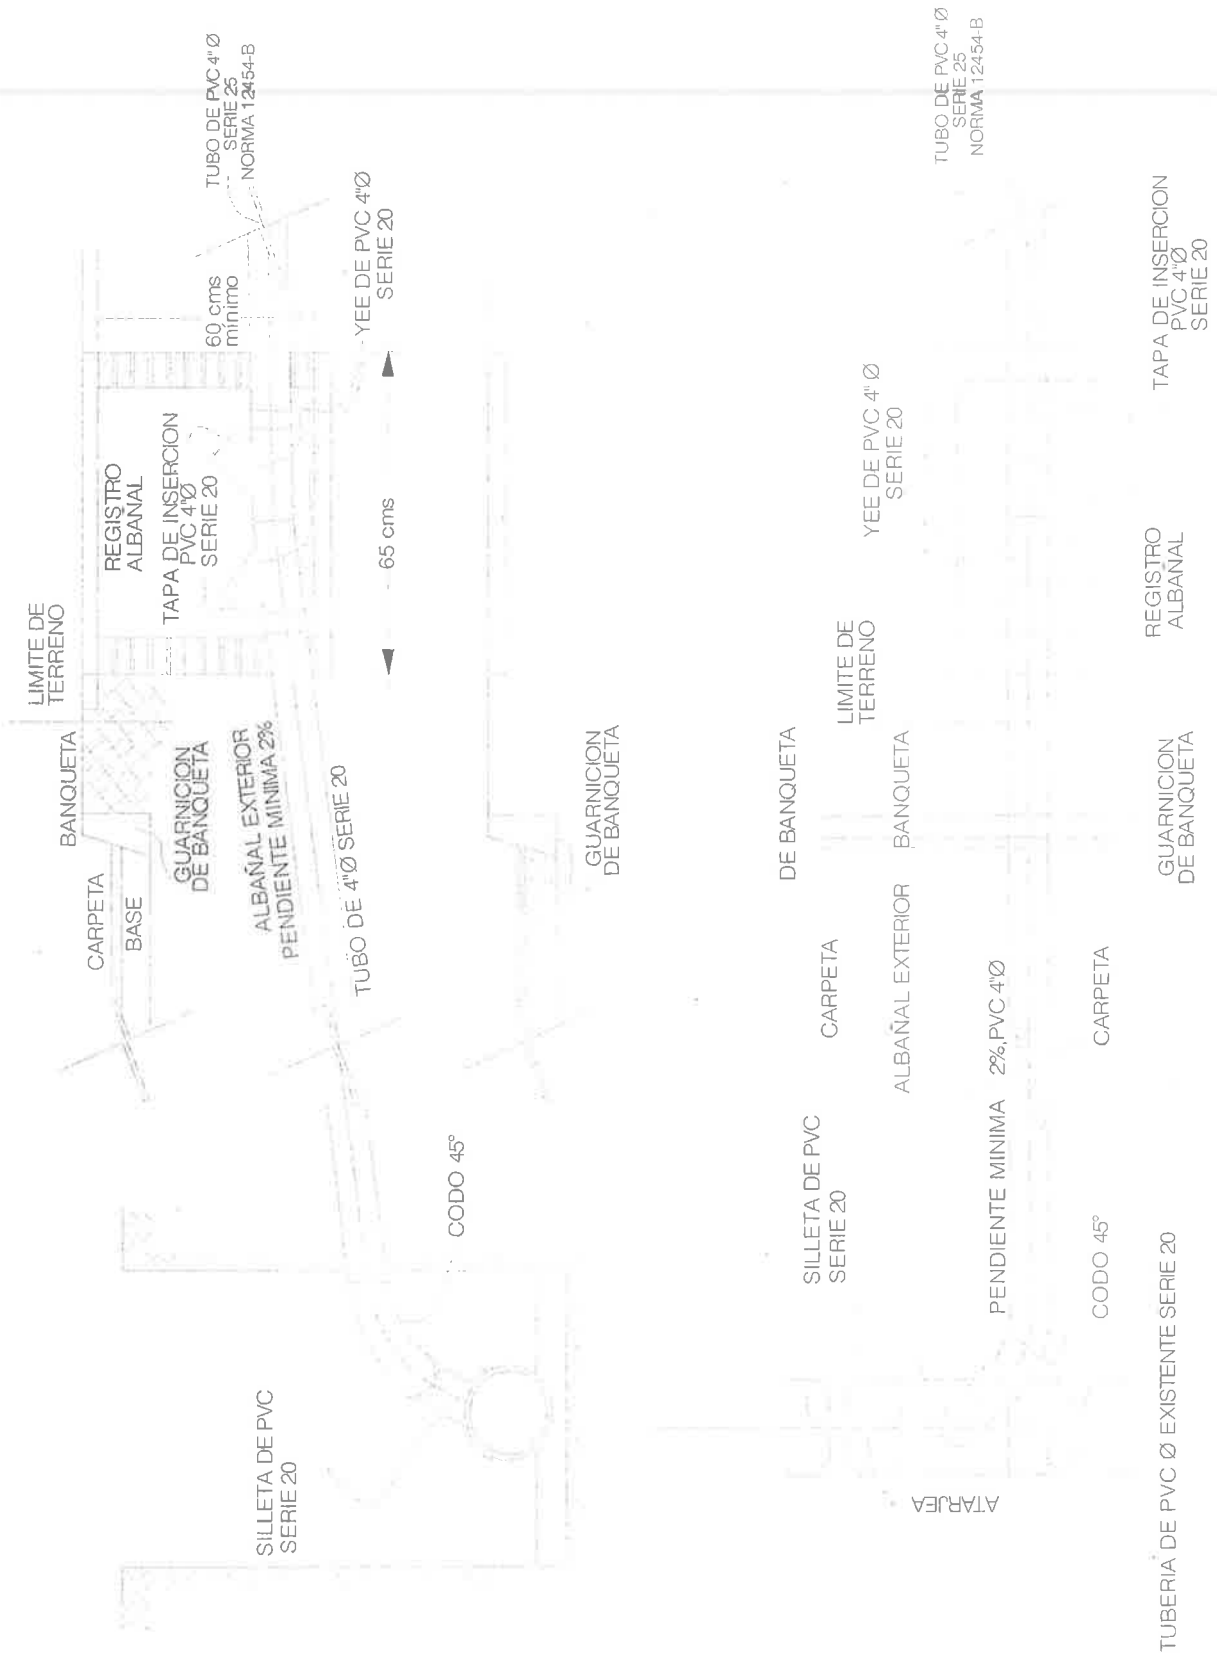 LIMITE DE
TERRENO
BANQUETA
CARPETA
BASE
REGISTRO
ALBAÑAL
TAPA DE INSERCION
PVC 4"Ø
SERIE 20
60 cms
mínimo
TUBO DE PVC 4"Ø
SERIE 25
NORMA 12454-B
GUARNICION
DE BANQUETA
ALBAÑAL EXTERIOR
PENDIENTE MINIMA 2%
TUBO DE 4"Ø SERIE 20
YEE DE PVC 4"Ø
SERIE 20
65 cms
SILLETA DE PVC
SERIE 20
CODO 45°
GUARNICION
DE BANQUETA
DE BANQUETA
CARPETA
SILLETA DE PVC
SERIE 20
LIMITE DE
TERRENO
YEE DE PVC 4" Ø
SERIE 20
TUBO DE PVC 4" Ø
SERIE 25
NORMA 12454-B
ALBAÑAL EXTERIOR
BANQUETA
ATARJEA
PENDIENTE MINIMA 2%,PVC 4"Ø
CODO 45°
CARPETA
TUBERIA DE PVC Ø EXISTENTE SERIE 20
GUARNICION
DE BANQUETA
REGISTRO
ALBAÑAL
TAPA DE INSERCION
PVC 4"Ø
SERIE 20